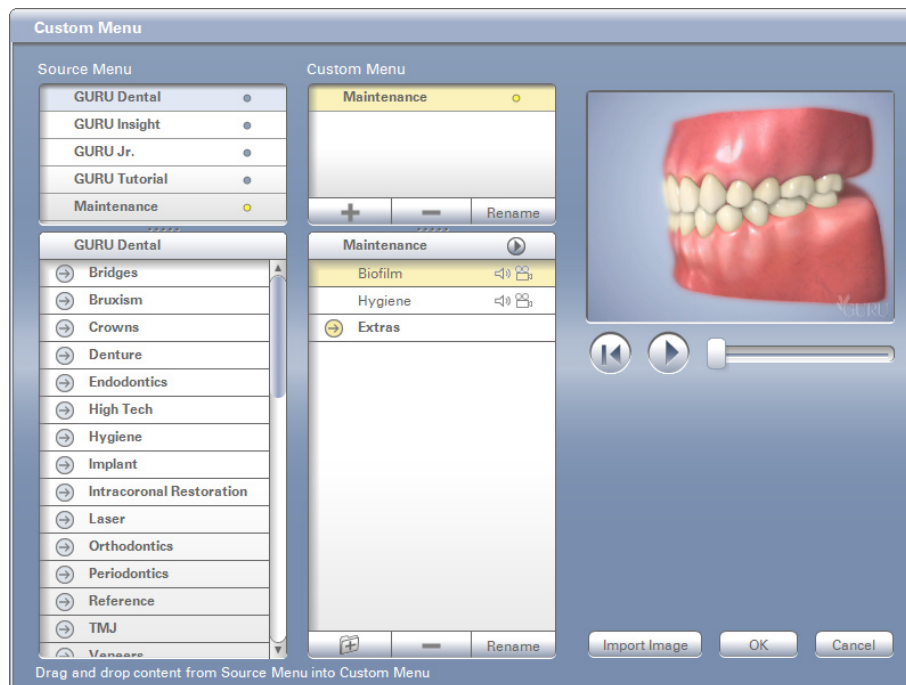 Custom Menu
Source Menu
GURU Dental
GURU Insight
GURU Jr.
GURU Tutorial
Maintenance
GURU Dental
Bridges
Bruxism
Crowns
Denture
Endodontics
High Tech
Hygiene
Implant
Intracoronal Restoration
Laser
Orthodontics
Periodontics
Reference
TMJ
Veneers
Custom Menu
Maintenance
Rename
Maintenance
Biofilm
Hygiene
Extras
Rename
GURU
Import Image
OK
Cancel
Drag and drop content from Source Menu into Custom Menu